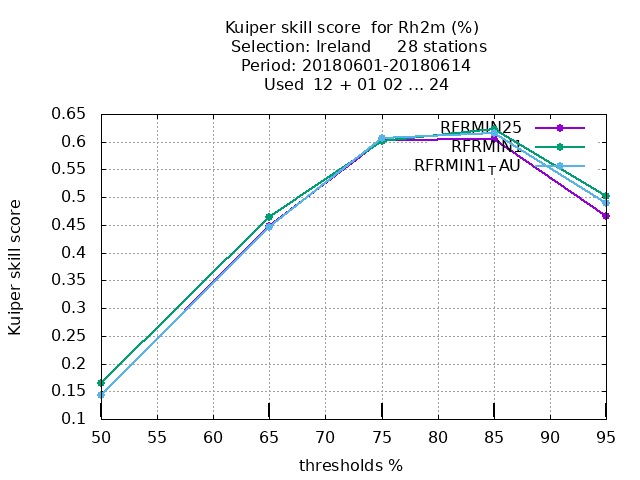 Kuiper skill score for Rh2m (%)
Selection: Ireland 28 stations
Period: 20180601-20180614
Used 12 + 01 02 ... 24
0.65
0.6
0.55
0.5
0.45
0.4
0.35
0.3
0.25
0.2
0.15
0.1
Kuiper skill score
RFRMIN25
RFRMIN1
RFRMIN1_TAU
50 55 60 65 70 75 80 85 90 95
thresholds %